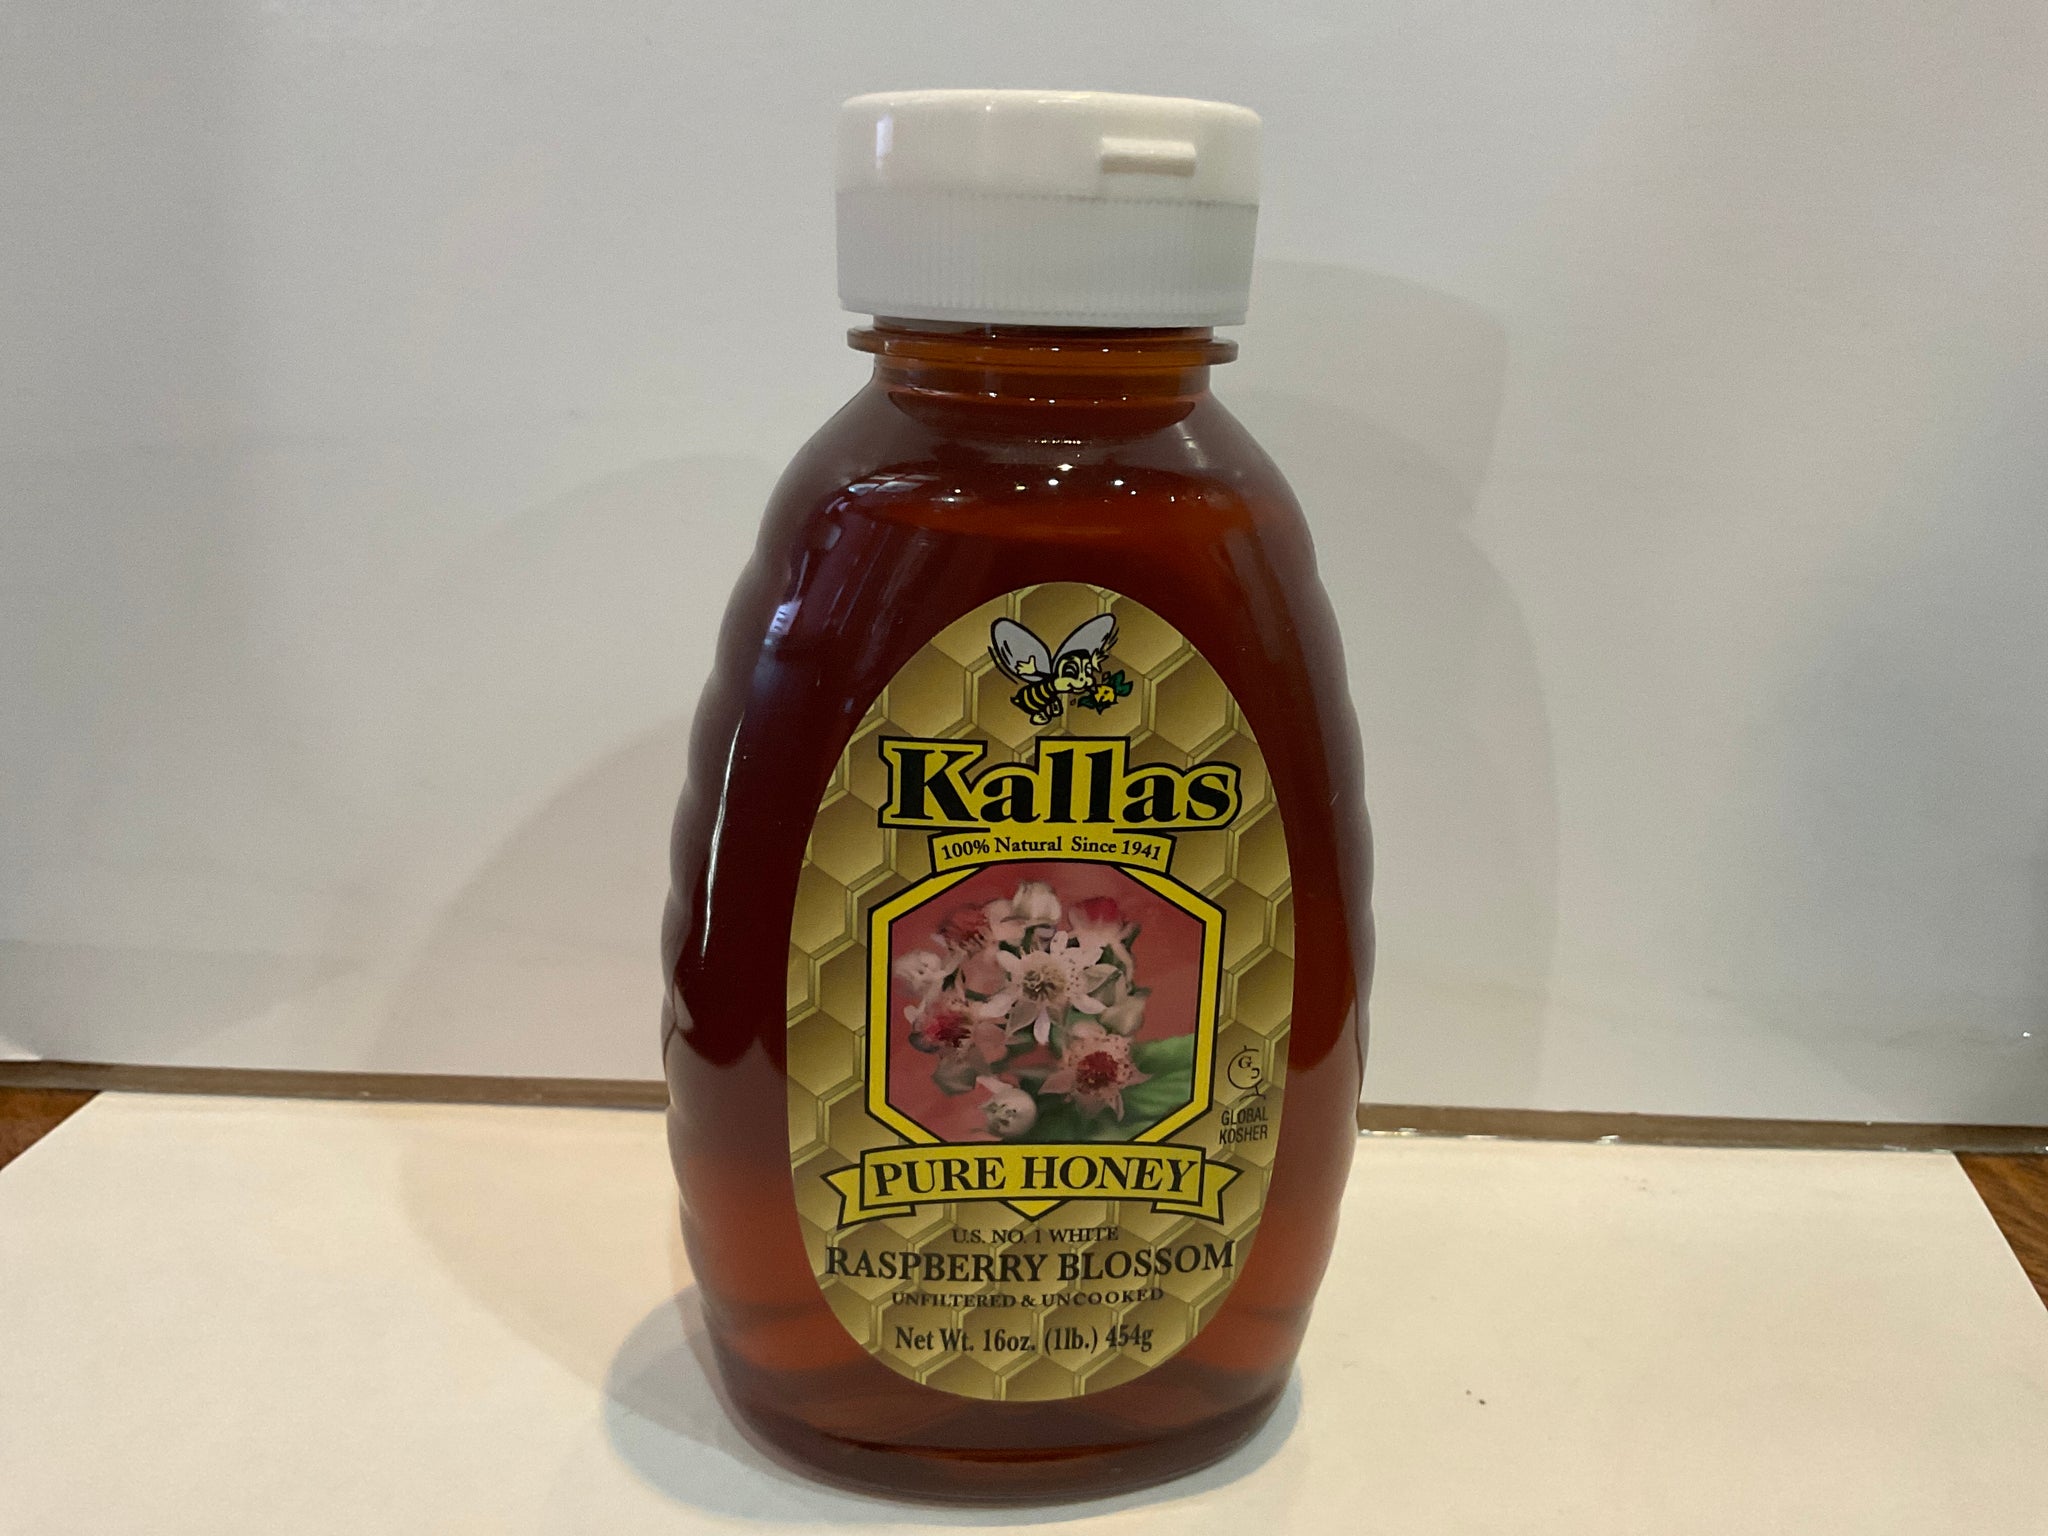 Kallas
100% Natural Since 1941
G
GLOBAL
KOSHER
PURE HONEY
U.S. NO. 1 WHITE
RASPBERRY BLOSSOM
UNFILTERED & UNCOOKED
Net Wt. 16oz. (1lb.) 454g